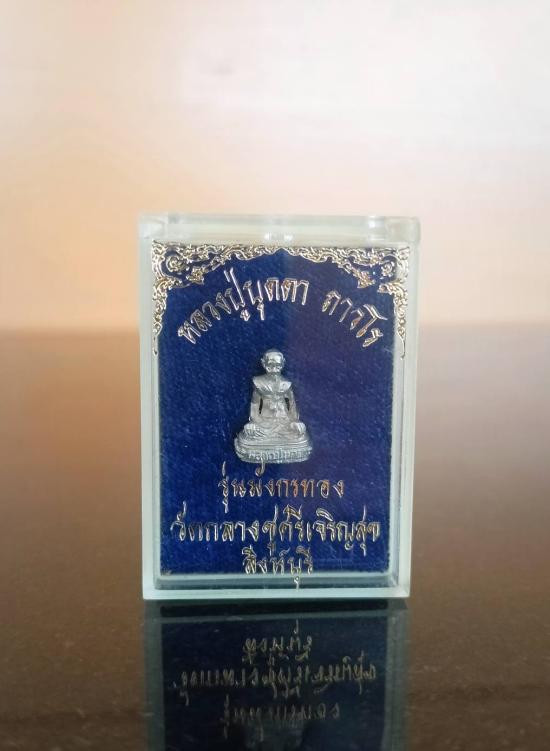 หลวงปู่บุดดา ถาวโร
รุ่นมังกรทอง
วัดกลางชูศรีเจริญสุข
สิงห์บุรี